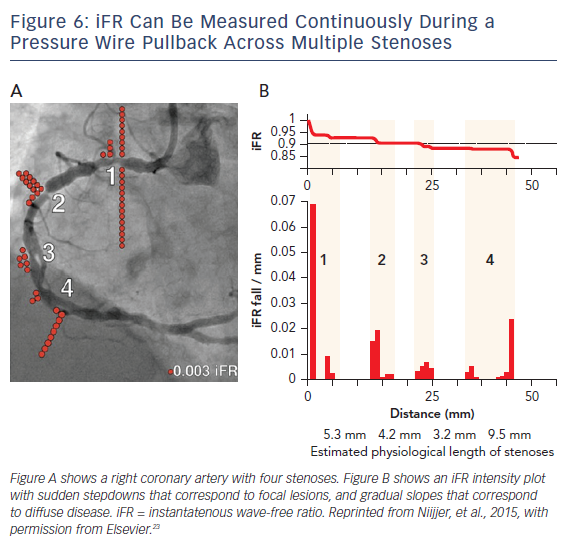 Figure 6: iFR Can Be Measured Continuously During a
Pressure Wire Pullback Across Multiple Stenoses
A
1
2
3
4
0.003 iFR
B
iFR
1
0.95
0.9
0.85
0
25
50
iFR fall / mm
0.07
0.06
0.05
0.04
0.03
0.02
0.01
0
1
2
3
4
0
25
50
Distance (mm)
5.3 mm 4.2 mm 3.2 mm 9.5 mm
Estimated physiological length of stenoses
Figure A shows a right coronary artery with four stenoses. Figure B shows an iFR intensity plot
with sudden stepdowns that correspond to focal lesions, and gradual slopes that correspond
to diffuse disease. iFR = instantatenous wave-free ratio. Reprinted from Niijjer, et al., 2015, with
permission from Elsevier.²³